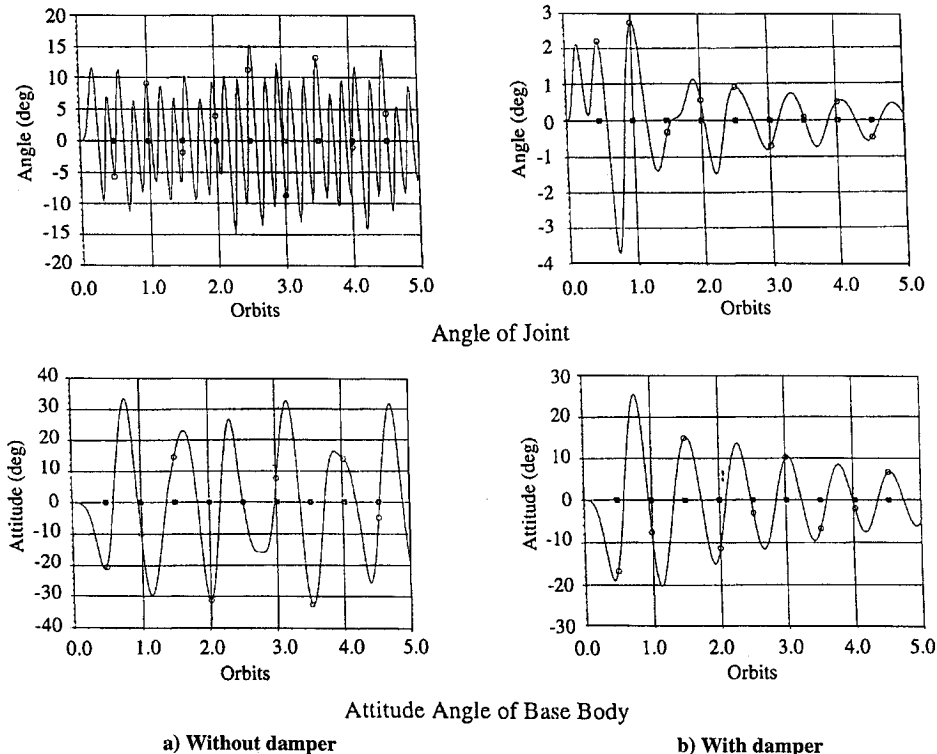 20
15
10
5
0
-5
-10
-15
-20
Angle (deg)
0.0 1.0 2.0 3.0 4.0 5.0
Orbits
3
2
1
0
-1
-2
-3
-4
Angle (deg)
0.0 1.0 2.0 3.0 4.0 5.0
Orbits
Angle of Joint
40
30
20
10
0
-10
-20
-30
-40
Attitude (deg)
0.0 1.0 2.0 3.0 4.0 5.0
Orbits
30
20
10
0
-10
-20
-30
Attitude (deg)
0.0 1.0 2.0 3.0 4.0 5.0
Orbits
Attitude Angle of Base Body
a) Without damper
b) With damper